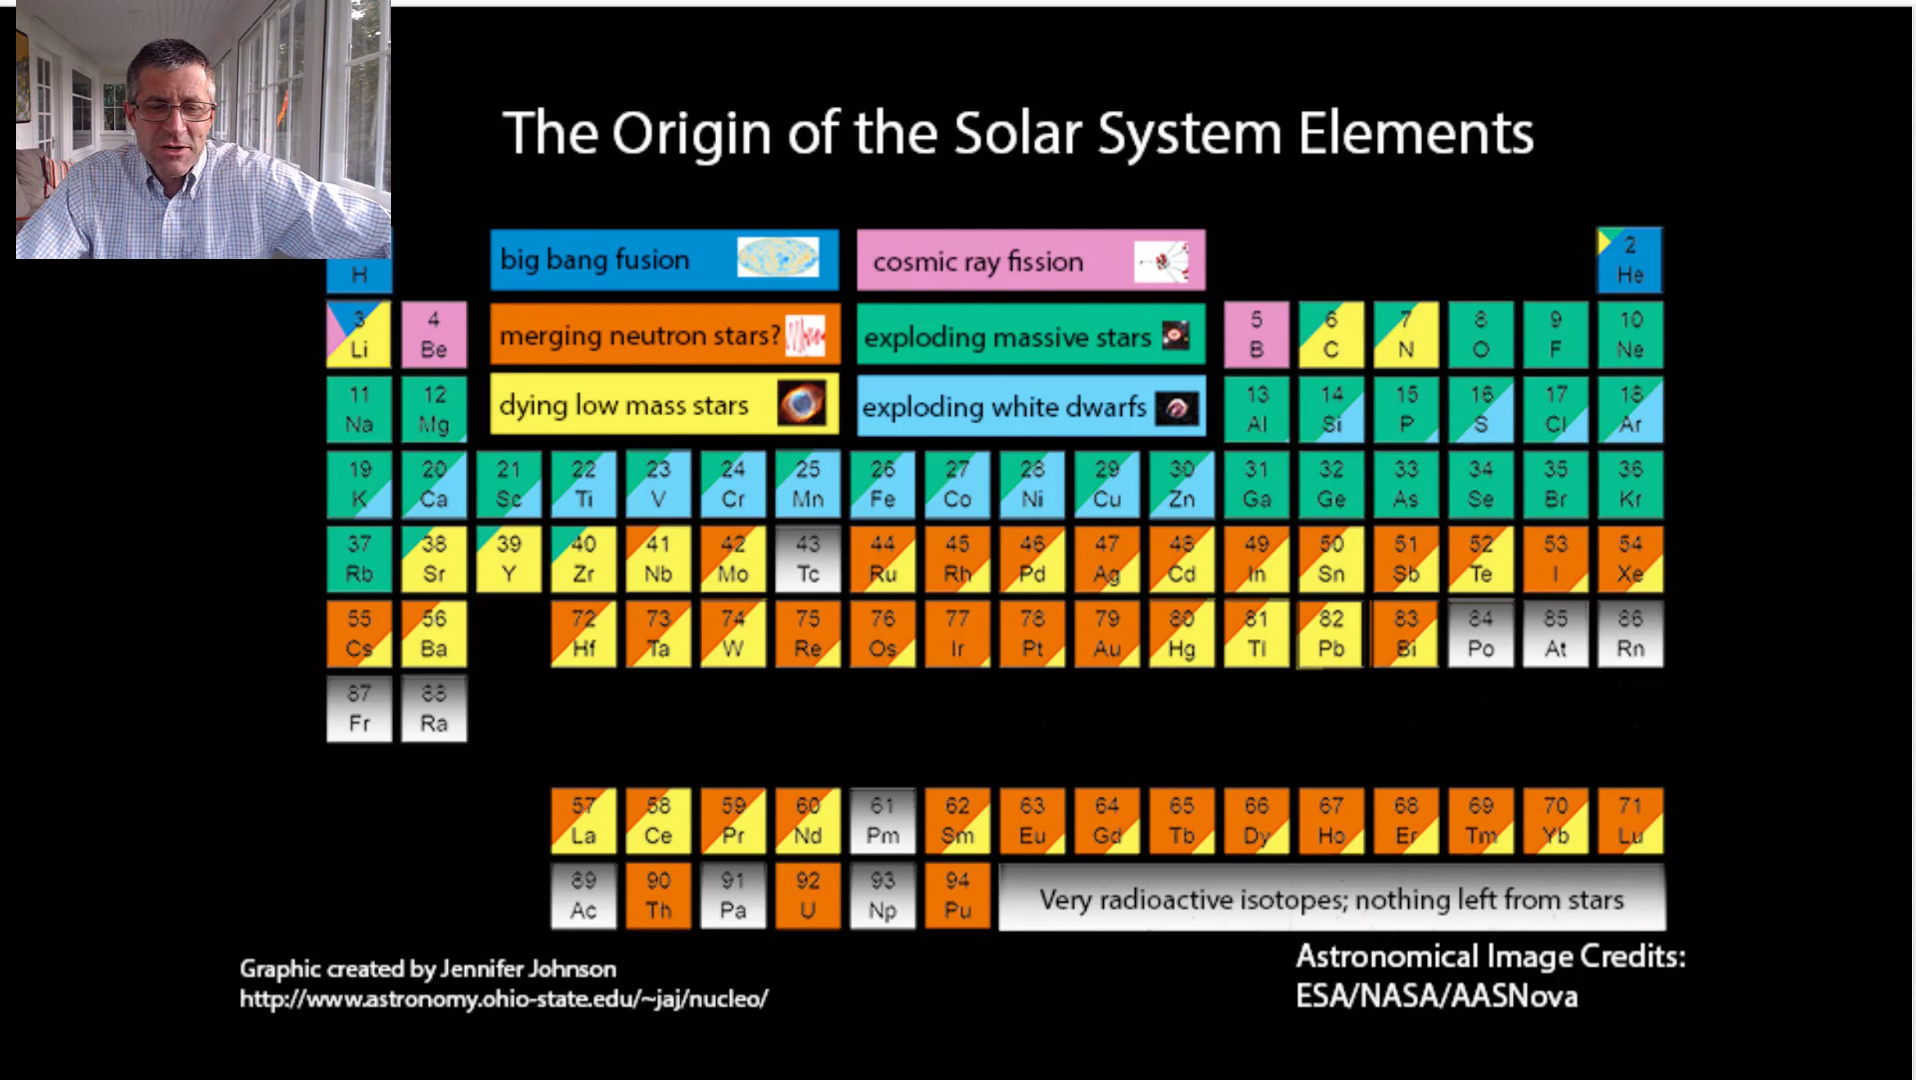 The Origin of the Solar System Elements
big bang fusion
cosmic ray fission
2
He
H
merging neutron stars?
exploding massive stars
3
Li
4
Be
5
B
6
C
7
N
8
O
9
F
10
Ne
dying low mass stars
exploding white dwarfs
11
Na
12
Mg
13
Al
14
Si
15
P
16
S
17
Cl
18
Ar
19
K
20
Ca
21
Sc
22
Ti
23
V
24
Cr
25
Mn
26
Fe
27
Co
28
Ni
29
Cu
30
Zn
31
Ga
32
Ge
33
As
34
Se
35
Br
36
Kr
37
Rb
38
Sr
39
Y
40
Zr
41
Nb
42
Mo
43
Tc
44
Ru
45
Rh
46
Pd
47
Ag
48
Cd
49
In
50
Sn
51
Sb
52
Te
53
I
54
Xe
55
Cs
56
Ba
72
Hf
73
Ta
74
W
75
Re
76
Os
77
Ir
78
Pt
79
Au
80
Hg
81
Tl
82
Pb
83
Bi
84
Po
85
At
86
Rn
87
Fr
88
Ra
57
La
58
Ce
59
Pr
60
Nd
61
Pm
62
Sm
63
Eu
64
Gd
65
Tb
66
Dy
67
Ho
68
Er
69
Tm
70
Yb
71
Lu
89
Ac
90
Th
91
Pa
92
U
93
Np
94
Pu
Very radioactive isotopes; nothing left from stars
Graphic created by Jennifer Johnson
http://www.astronomy.ohio-state.edu/~jaj/nucleo/
Astronomical Image Credits:
ESA/NASA/AASNova